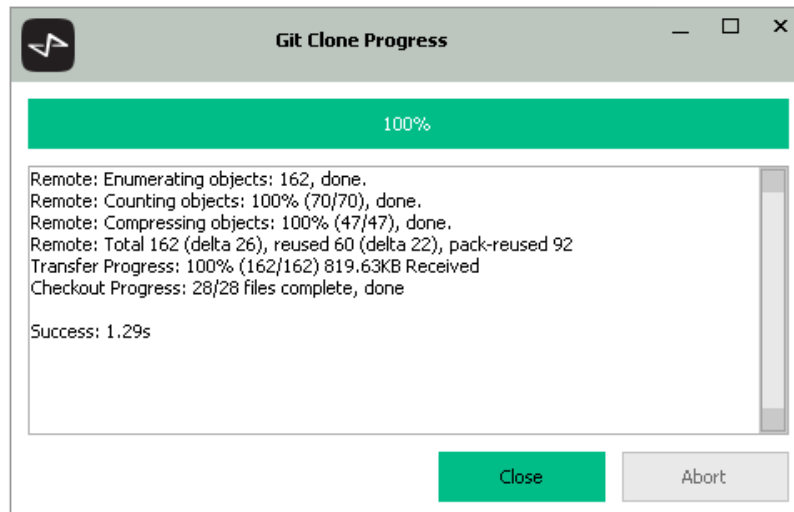 Git Clone Progress
100%
Remote: Enumerating objects: 162, done.
Remote: Counting objects: 100% (70/70), done.
Remote: Compressing objects: 100% (47/47), done.
Remote: Total 162 (delta 26), reused 60 (delta 22), pack-reused 92
Transfer Progress: 100% (162/162) 819.63KB Received
Checkout Progress: 28/28 files complete, done
Success: 1.29s
Close
Abort